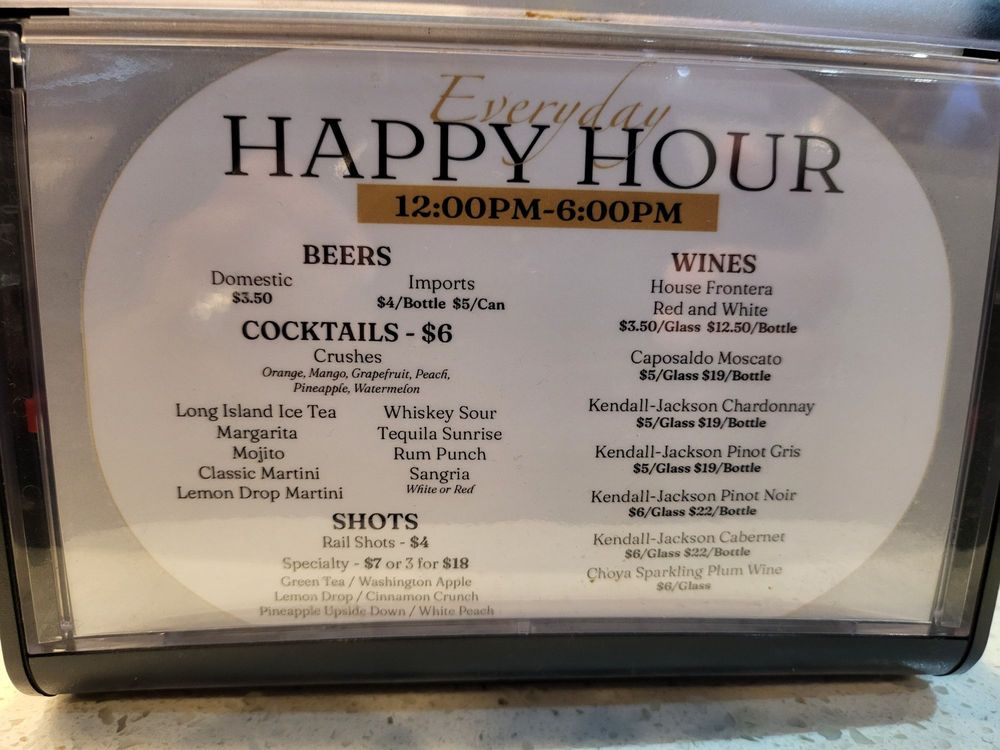 Everyday
HAPPY HOUR
12:00PM-6:00PM
BEERS
Domestic
$3.50
Imports
$4/Bottle $5/Can
COCKTAILS - $6
Crushes
Orange, Mango, Grapefruit, Peach,
Pineapple, Watermelon
Long Island Ice Tea
Margarita
Mojito
Classic Martini
Lemon Drop Martini
Whiskey Sour
Tequila Sunrise
Rum Punch
Sangria
White or Red
SHOTS
Rail Shots - $4
Specialty - $7 or 3 for $18
Green Tea / Washington Apple
Lemon Drop / Cinnamon Crunch
Pineapple Upside Down / White Peach
WINES
House Frontera
Red and White
$3.50/Glass $12.50/Bottle
Caposaldo Moscato
$5/Glass $19/Bottle
Kendall-Jackson Chardonnay
$5/Glass $19/Bottle
Kendall-Jackson Pinot Gris
$5/Glass $19/Bottle
Kendall-Jackson Pinot Noir
$6/Glass $22/Bottle
Kendall-Jackson Cabernet
$6/Glass $22/Bottle
Choya Sparkling Plum Wine
$6/Glass